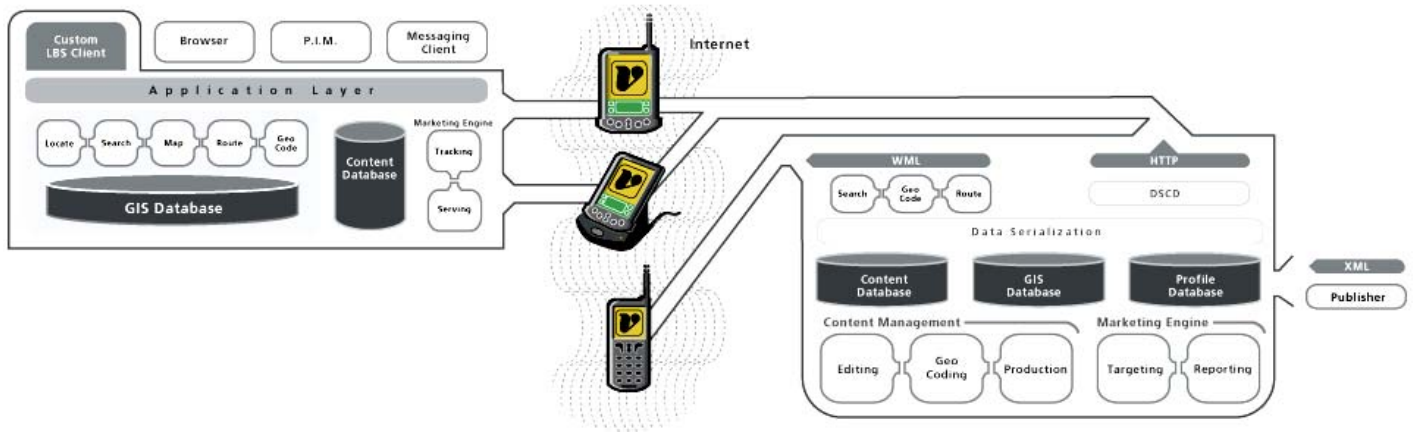 Custom
LBS Client
Browser
P.I.M.
Messaging
Client
Internet
Application Layer
Locate
Search
Map
Route
Geo
Code
GIS Database
Content
Database
Marketing Engine
Tracking
Serving
WML
Search
Geo
Code
Route
HTTP
DSCD
Data Serialization
Content
Database
GIS
Database
Profile
Database
XML
Publisher
Content Management
Editing
Geo
Coding
Production
Marketing Engine
Targeting
Reporting